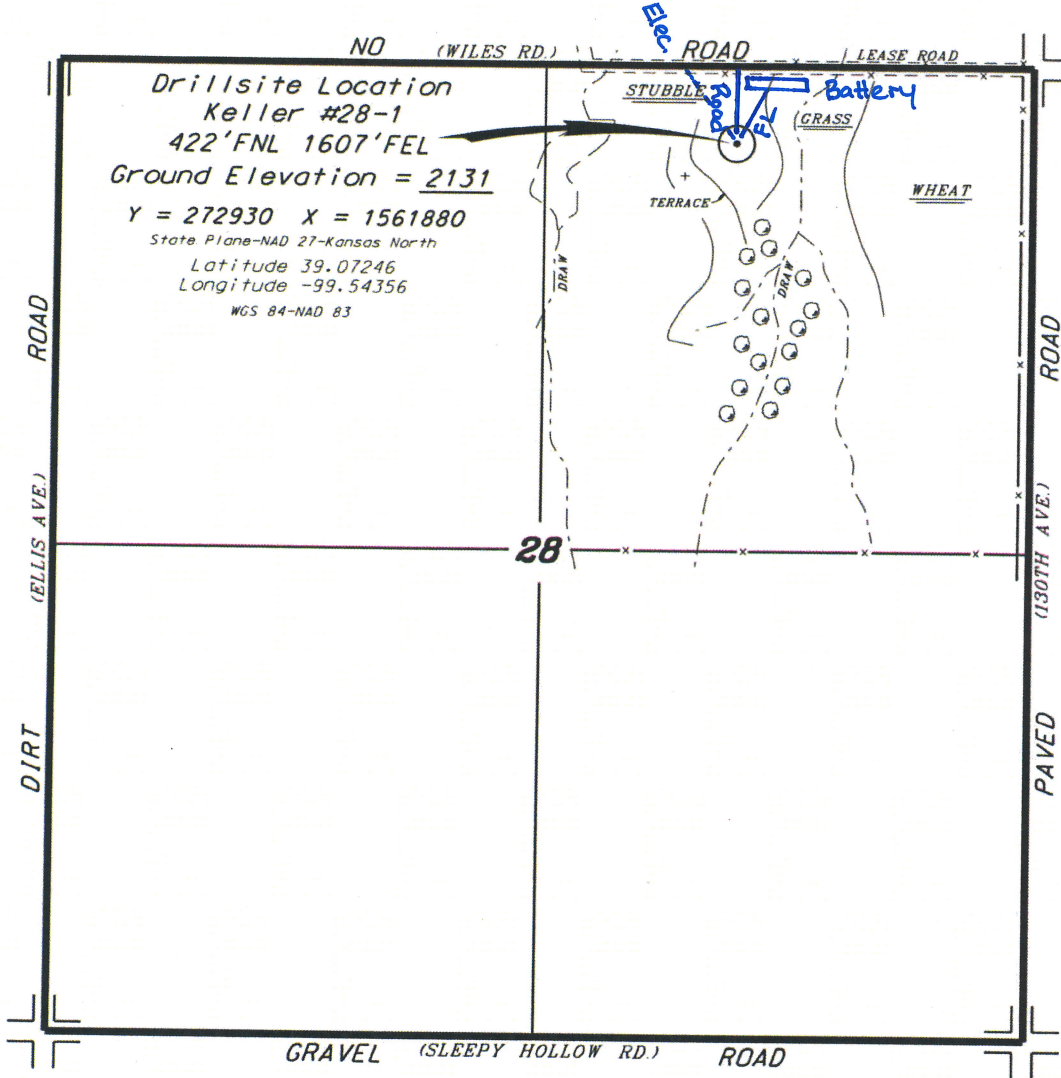 Elec
NO (WILES RD.) ROAD LEASE ROAD
Drillsite Location
Keller #28-1
422'FNL 1607'FEL
Ground Elevation = 2131
Y = 272930 X = 1561880
State Plane-NAD 27-Kansas North
Latitude 39.07246
Longitude -99.54356
WGS 84-NAD 83
STUBBLE
Road
FL
Battery
GRASS
WHEAT
TERRACE
DRAW
DRAW
ROAD
(ELLIS AVE.)
DIRT
28
ROAD
(130TH AVE.)
PAVED
GRAVEL (SLEEPY HOLLOW RD.) ROAD